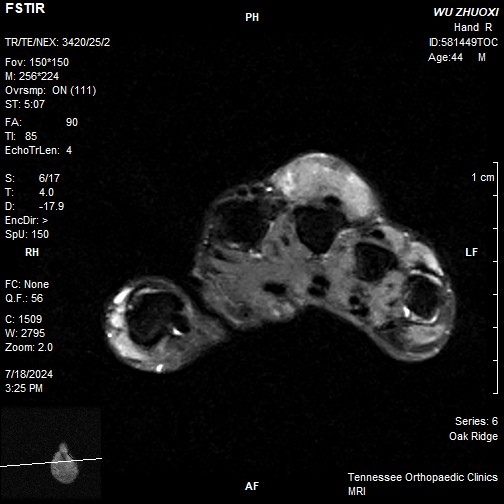 FSTIR
PH
WU ZHUOXI
Hand R
TR/TE/NEX: 3420/25/2
ID:581449TOC
Age:44 M
Fov: 150*150
M: 256*224
Ovrsmp: ON (111)
ST: 5:07
FA: 90
TI: 85
EchoTrLen: 4
S: 6/17
1 cm
T: 4.0
D: -17.9
EncDir: >
SpU: 150
RH
LF
FC: None
Q.F.: 56
C: 1509
W: 2795
Zoom: 2.0
7/18/2024
3:25 PM
Series: 6
Oak Ridge
Tennessee Orthopaedic Clinics
AF
MRI